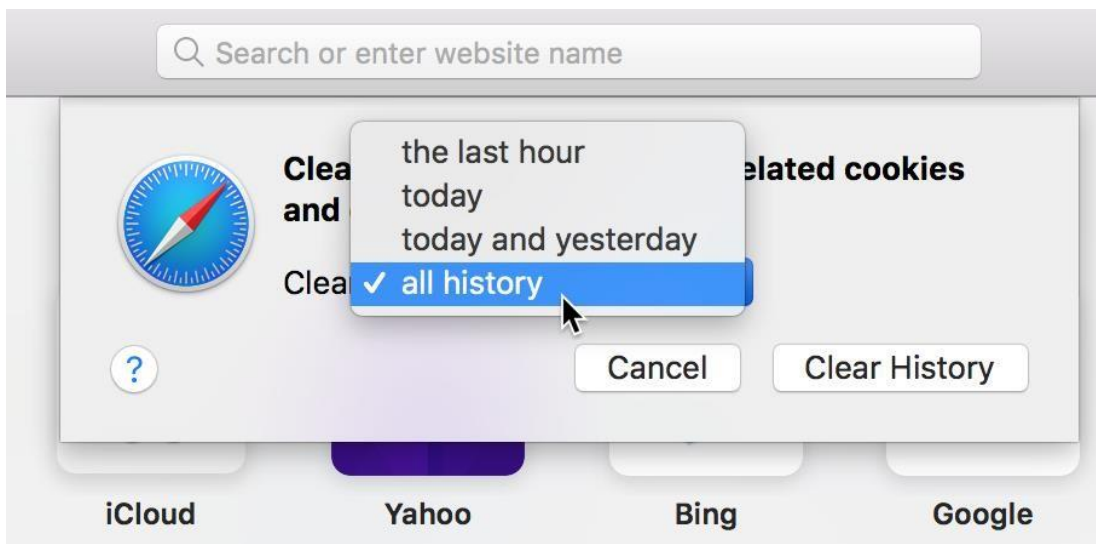 Search or enter website name
the last hour
Clea elated cookies
today
and
today and yesterday
Clea ✓ all history
? Cancel Clear History
iCloud Yahoo Bing Google